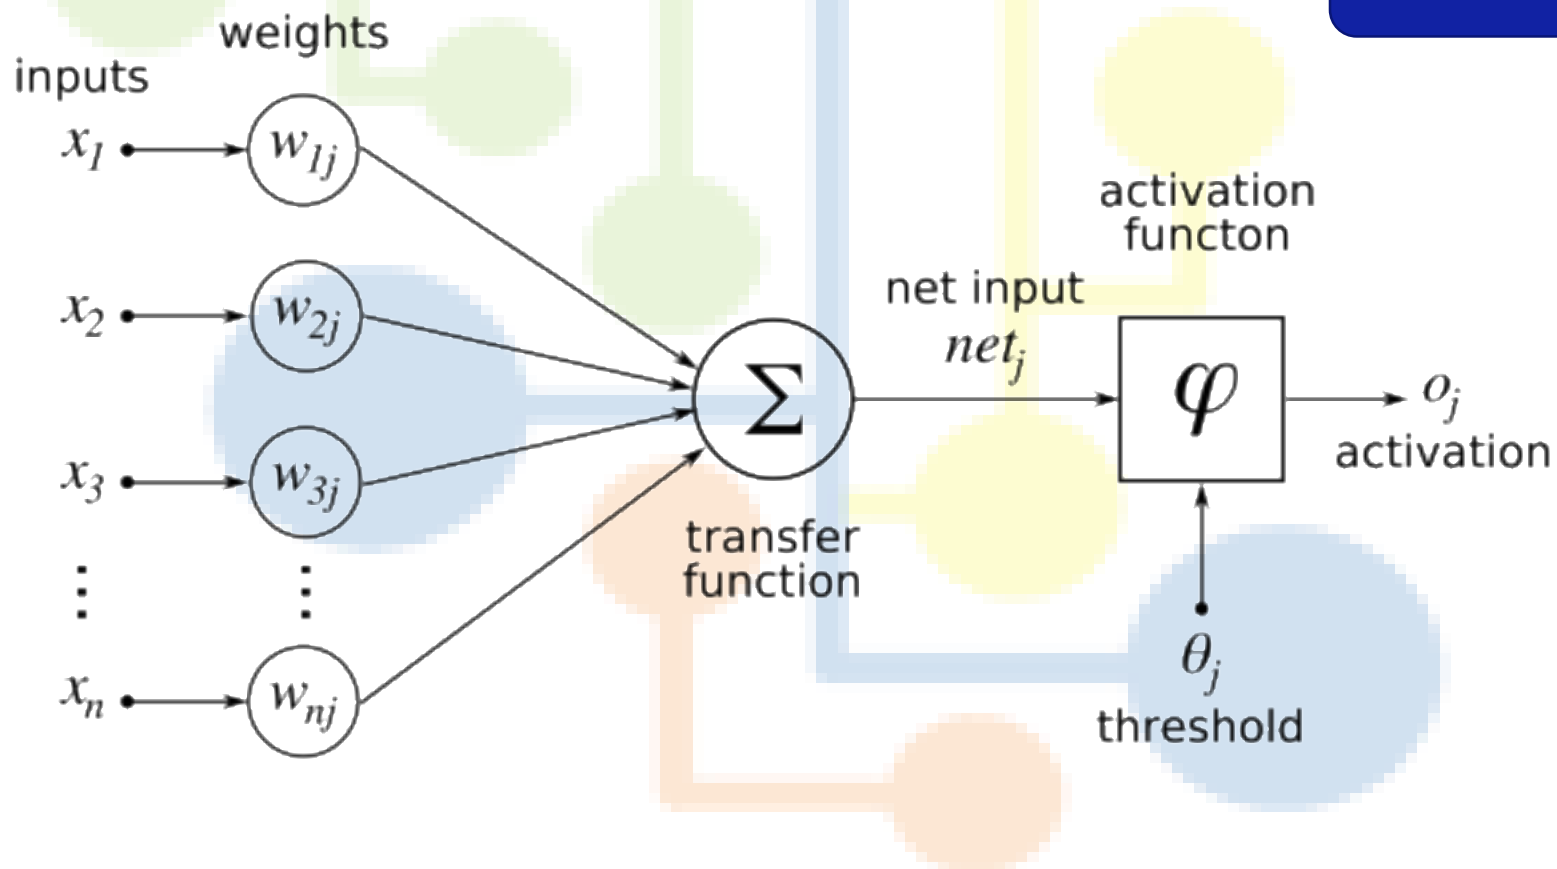 weights
inputs
x1
w1j
x2
w2j
x3
w3j
⋮ ⋮
xn
wnj
Σ
transfer
function
net input
netj
activation
functon
φ
oj
activation
θj
threshold